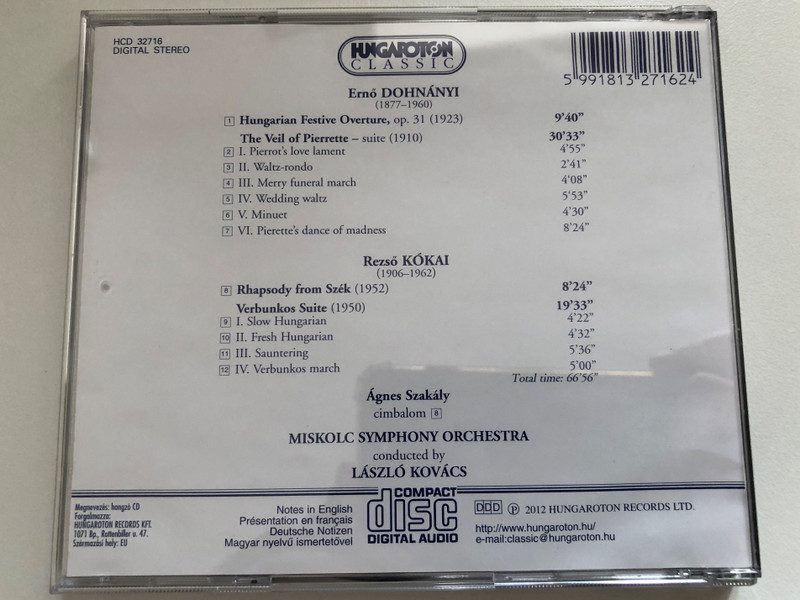 HCD 32716
DIGITAL STEREO
HUNGAROTON
CLASSIC
5 991813 271624
Ernő DOHNÁNYI
(1877–1960)
1 Hungarian Festive Overture, op. 31 (1923) 9'40"
The Veil of Pierrette – suite (1910) 30'33"
2 I. Pierrot's love lament 4'55"
3 II. Waltz-rondo 2'41"
4 III. Merry funeral march 4'08"
5 IV. Wedding waltz 5'53"
6 V. Minuet 4'30"
7 VI. Pierette's dance of madness 8'24"
Rezső KÓKAI
(1906–1962)
8 Rhapsody from Szék (1952) 8'24"
Verbunkos Suite (1950) 19'33"
9 I. Slow Hungarian 4'22"
10 II. Fresh Hungarian 4'32"
11 III. Sauntering 5'36"
12 IV. Verbunkos march 5'00"
Total time: 66'56"
Ágnes Szakály
cimbalom 8
MISKOLC SYMPHONY ORCHESTRA
conducted by
LÁSZLÓ KOVÁCS
Megnevezés: hangzó CD
Forgalmazza:
HUNGAROTON RECORDS KFT.
1071 Bp., Rottenbiller u. 47.
Származási hely: EU
Notes in English
Présentation en français
Deutsche Notizen
Magyar nyelvű ismertetővel
COMPACT
disc
DIGITAL AUDIO
DDD ℗ 2012 HUNGAROTON RECORDS LTD.
http://www.hungaroton.hu/
e-mail:classic@hungaroton.hu